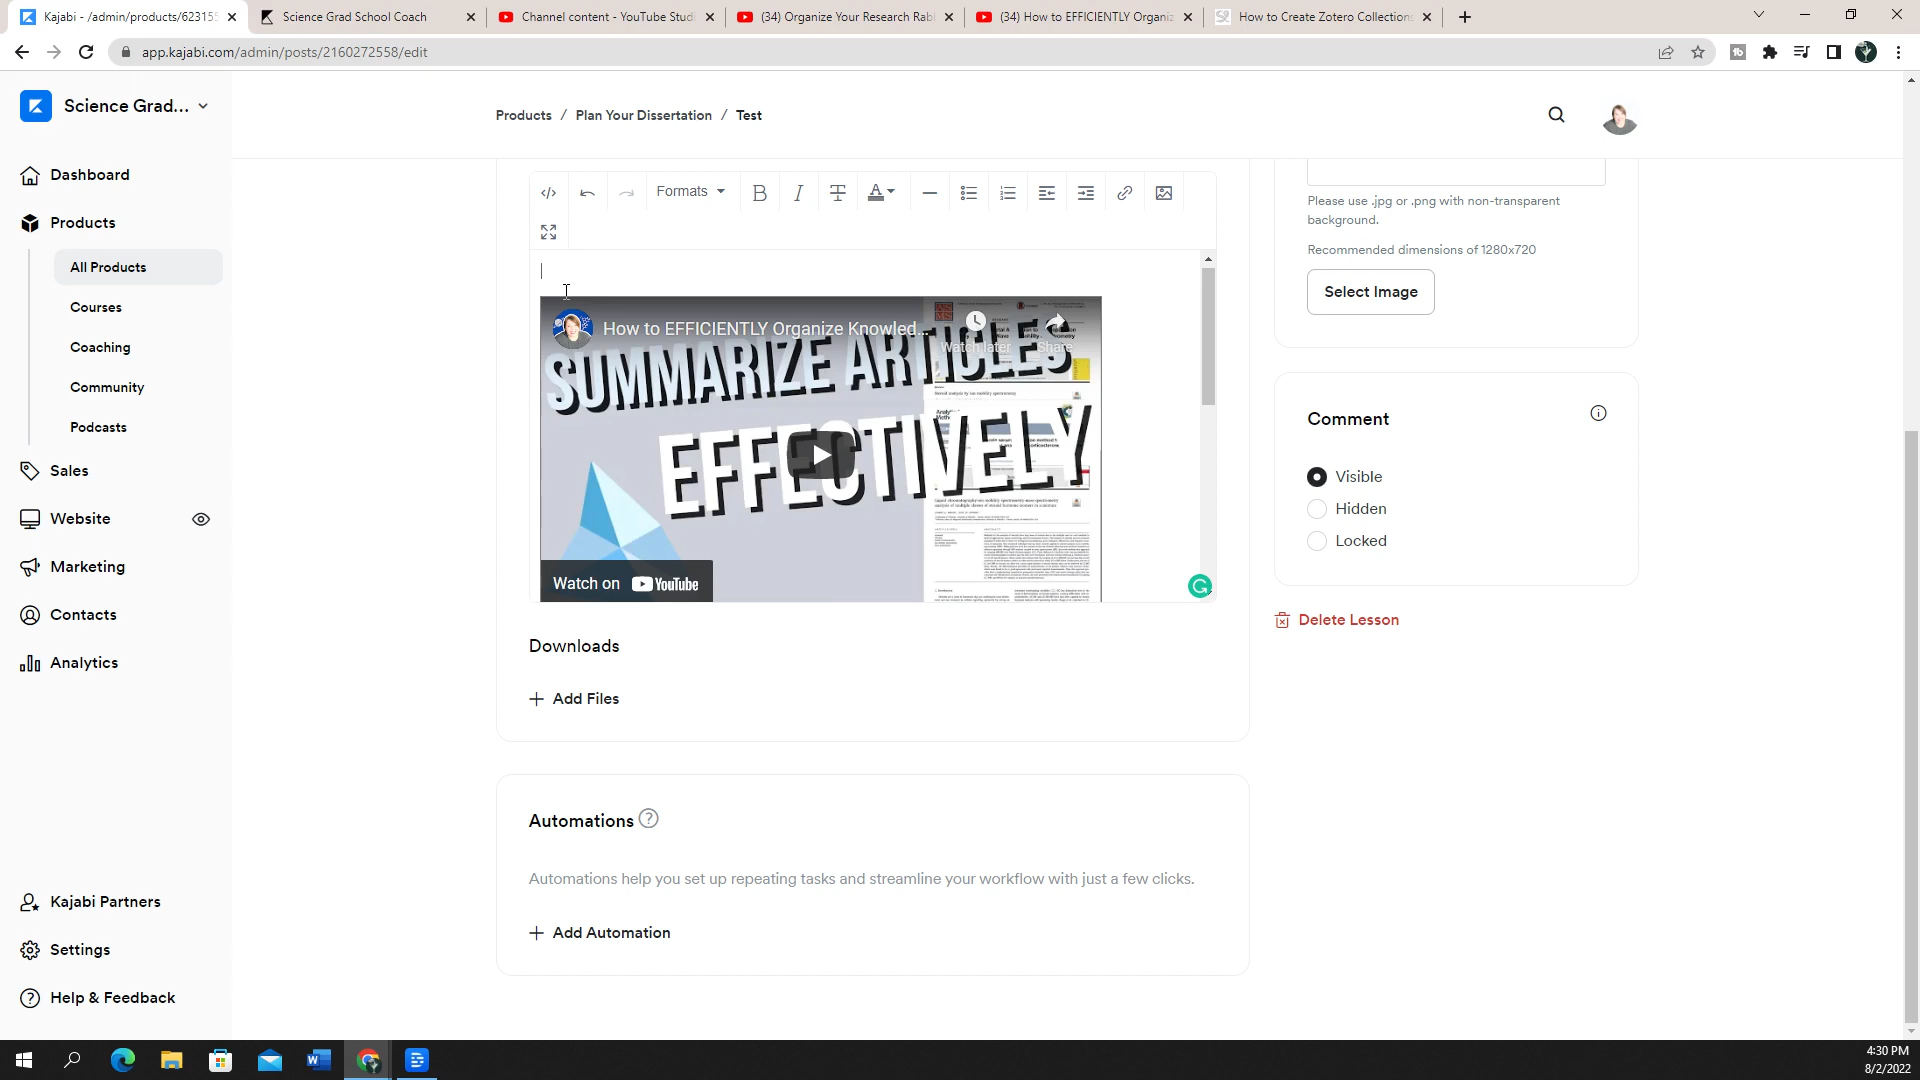 Kajabi - /admin/products/623155
Science Grad School Coach
Channel content - YouTube Studi
(34) Organize Your Research Rab
(34) How to EFFICIENTLY Organiz
How to Create Zotero Collections
app.kajabi.com/admin/posts/2160272558/edit
Science Grad...
Products / Plan Your Dissertation / Test
Dashboard
Products
All Products
Courses
Coaching
Community
Podcasts
Sales
Website
Marketing
Contacts
Analytics
Kajabi Partners
Settings
Help & Feedback
Formats
How to EFFICIENTLY Organize Knowled...
Watch later
Share
SUMMARIZE ARTICLES
EFFECTIVELY
Watch on YouTube
Downloads
+ Add Files
Automations
Automations help you set up repeating tasks and streamline your workflow with just a few clicks.
+ Add Automation
Please use .jpg or .png with non-transparent
background.
Recommended dimensions of 1280x720
Select Image
Comment
Visible
Hidden
Locked
Delete Lesson
4:30 PM
8/2/2022